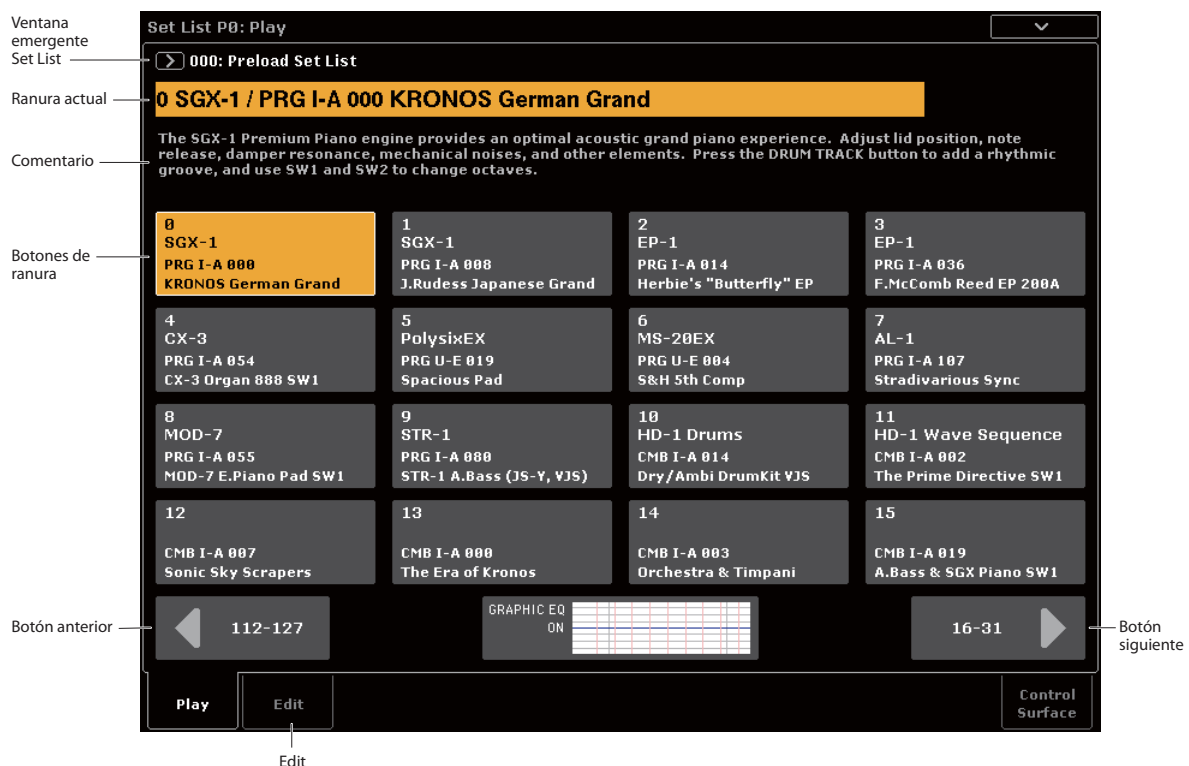 Ventana
emergente
Set List
Ranura actual
Comentario
Botones de
ranura
Botón anterior
Set List P0: Play
000: Preload Set List
0 SGX-1 / PRG I-A 000 KRONOS German Grand
The SGX-1 Premium Piano engine provides an optimal acoustic grand piano experience. Adjust lid position, note
release, damper resonance, mechanical noises, and other elements. Press the DRUM TRACK button to add a rhythmic
groove, and use SW1 and SW2 to change octaves.
0
SGX-1
PRG I-A 000
KRONOS German Grand
1
SGX-1
PRG I-A 008
J.Rudess Japanese Grand
2
EP-1
PRG I-A 014
Herbie's "Butterfly" EP
3
EP-1
PRG I-A 036
F.McComb Reed EP 200A
4
CX-3
PRG I-A 054
CX-3 Organ 888 SW1
5
PolysixEX
PRG U-E 019
Spacious Pad
6
MS-20EX
PRG U-E 004
S&H 5th Comp
7
AL-1
PRG I-A 107
Stradivarious Sync
8
MOD-7
PRG I-A 055
MOD-7 E.Piano Pad SW1
9
STR-1
PRG I-A 080
STR-1 A.Bass (JS-Y, VJS)
10
HD-1 Drums
CMB I-A 014
Dry/Ambi DrumKit VJS
11
HD-1 Wave Sequence
CMB I-A 002
The Prime Directive SW1
12
CMB I-A 007
Sonic Sky Scrapers
13
CMB I-A 000
The Era of Kronos
14
CMB I-A 003
Orchestra & Timpani
15
CMB I-A 019
A.Bass & SGX Piano SW1
112-127
GRAPHIC EQ
ON
16-31
Botón
siguiente
Play
Edit
Control
Surface
Edit